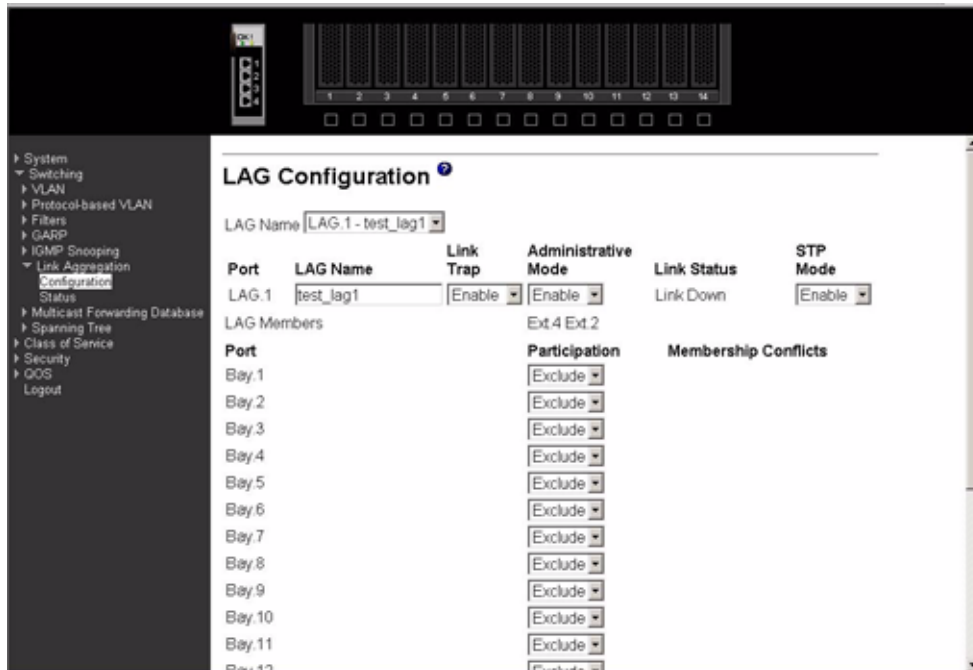 OK1
1
2
3
4
1 2 3 4 5 6 7 8 9 10 11 12 13 14
System
Switching
VLAN
Protocol-based VLAN
Filters
GARP
IGMP Snooping
Link Aggregation
Configuration
Status
Multicast Forwarding Database
Spanning Tree
Class of Service
Security
QOS
Logout
LAG Configuration ?
LAG Name LAG.1 - test_lag1
Port LAG Name Link Trap Administrative Mode Link Status STP Mode
LAG.1 test_lag1 Enable Enable Link Down Enable
LAG Members Ext.4 Ext.2
Port Participation Membership Conflicts
Bay.1 Exclude
Bay.2 Exclude
Bay.3 Exclude
Bay.4 Exclude
Bay.5 Exclude
Bay.6 Exclude
Bay.7 Exclude
Bay.8 Exclude
Bay.9 Exclude
Bay.10 Exclude
Bay.11 Exclude
Bay.12 Exclude